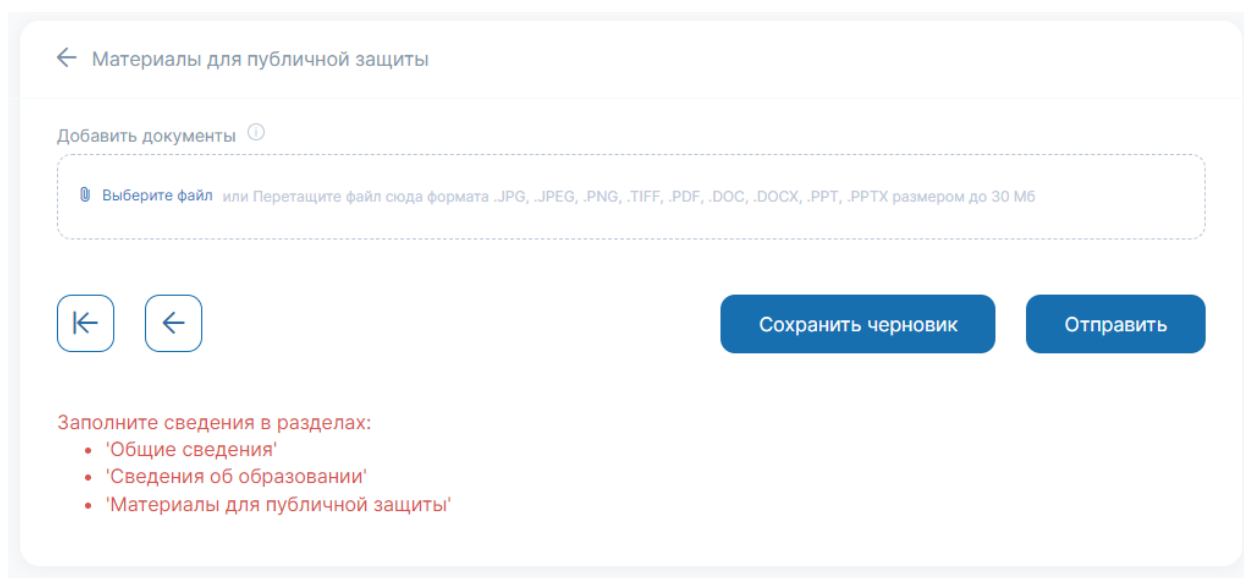 Материалы для публичной защиты
Добавить документы
Выберите файл или Перетащите файл сюда формата .JPG, .JPEG, .PNG, .TIFF, .PDF, .DOC, .DOCX, .PPT, .PPTX размером до 30 Мб
Сохранить черновик Отправить
Заполните сведения в разделах:
• 'Общие сведения'
• 'Сведения об образовании'
• 'Материалы для публичной защиты'